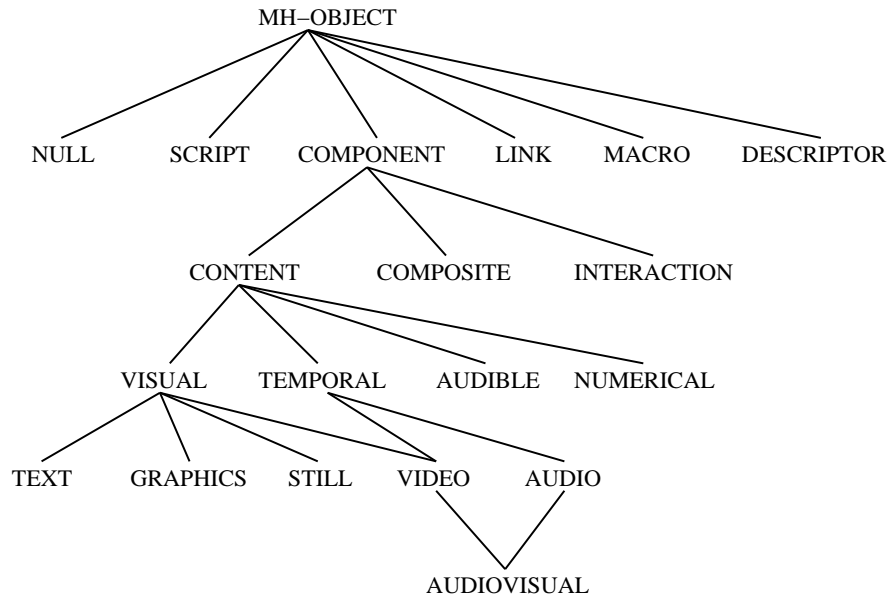 MH−OBJECT
NULL SCRIPT COMPONENT LINK MACRO DESCRIPTOR
CONTENT COMPOSITE INTERACTION
VISUAL TEMPORAL AUDIBLE NUMERICAL
TEXT GRAPHICS STILL VIDEO AUDIO
AUDIOVISUAL